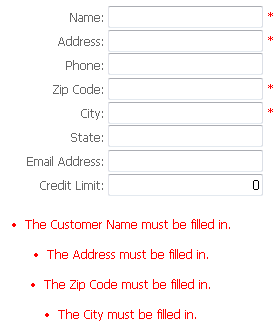 Name: *
Address: *
Phone:
Zip Code: *
City: *
State:
Email Address:
Credit Limit: 0
• The Customer Name must be filled in.
• The Address must be filled in.
• The Zip Code must be filled in.
• The City must be filled in.